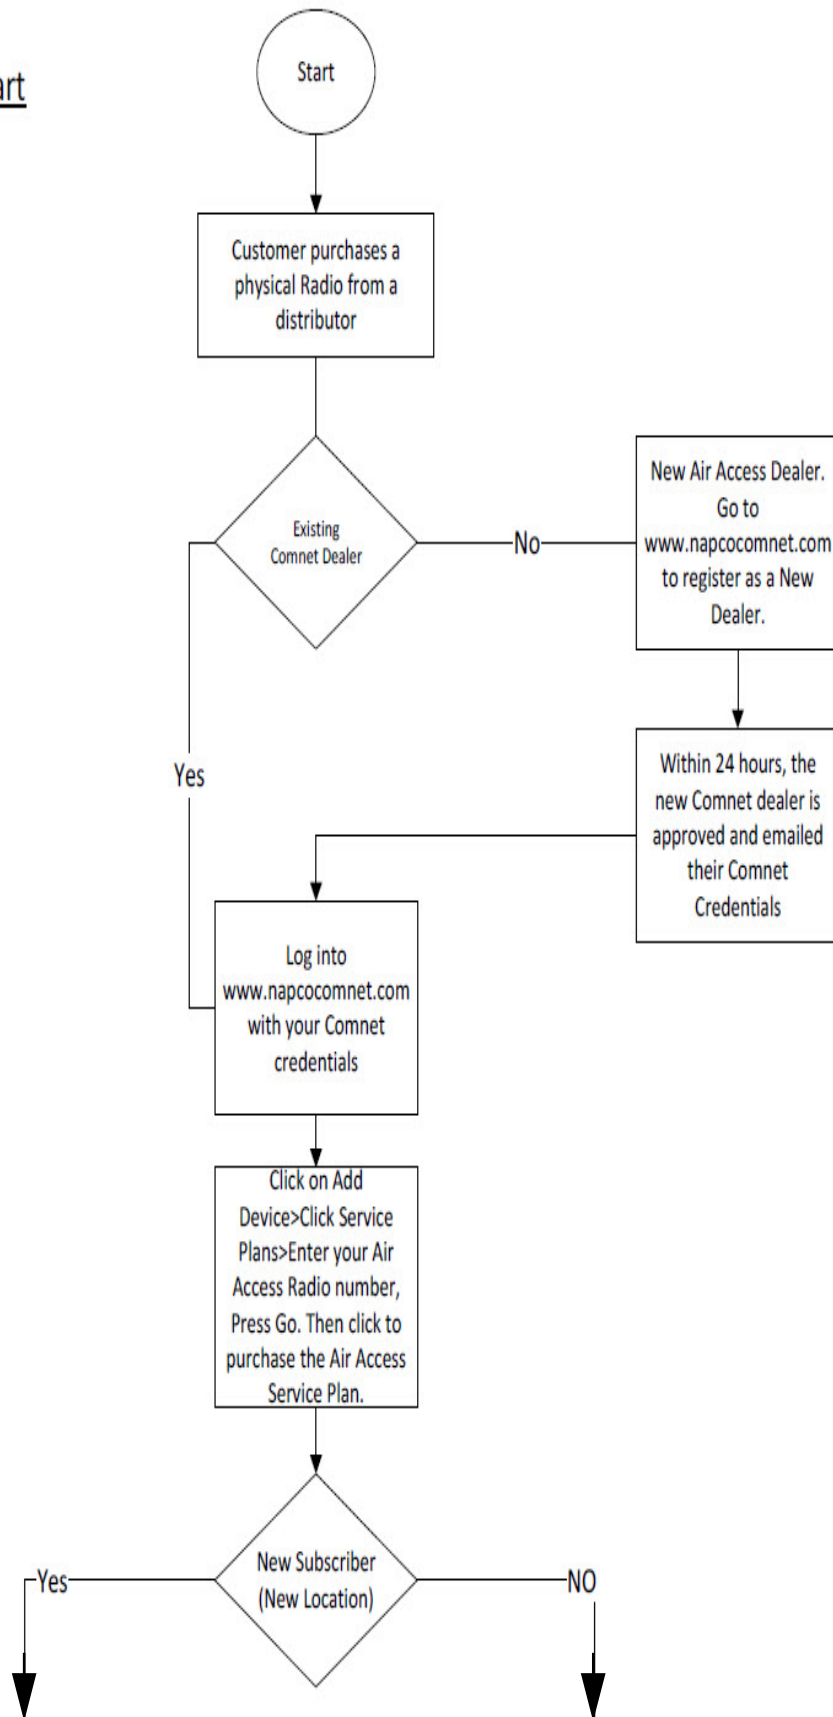 art
Start
Customer purchases a
physical Radio from a
distributor
Existing
Comnet Dealer
No
New Air Access Dealer.
Go to
www.napcocomnet.com
to register as a New
Dealer.
Yes
Within 24 hours, the
new Comnet dealer is
approved and emailed
their Comnet
Credentials
Log into
www.napcocomnet.com
with your Comnet
credentials
Click on Add
Device>Click Service
Plans>Enter your Air
Access Radio number,
Press Go. Then click to
purchase the Air Access
Service Plan.
New Subscriber
(New Location)
Yes
NO